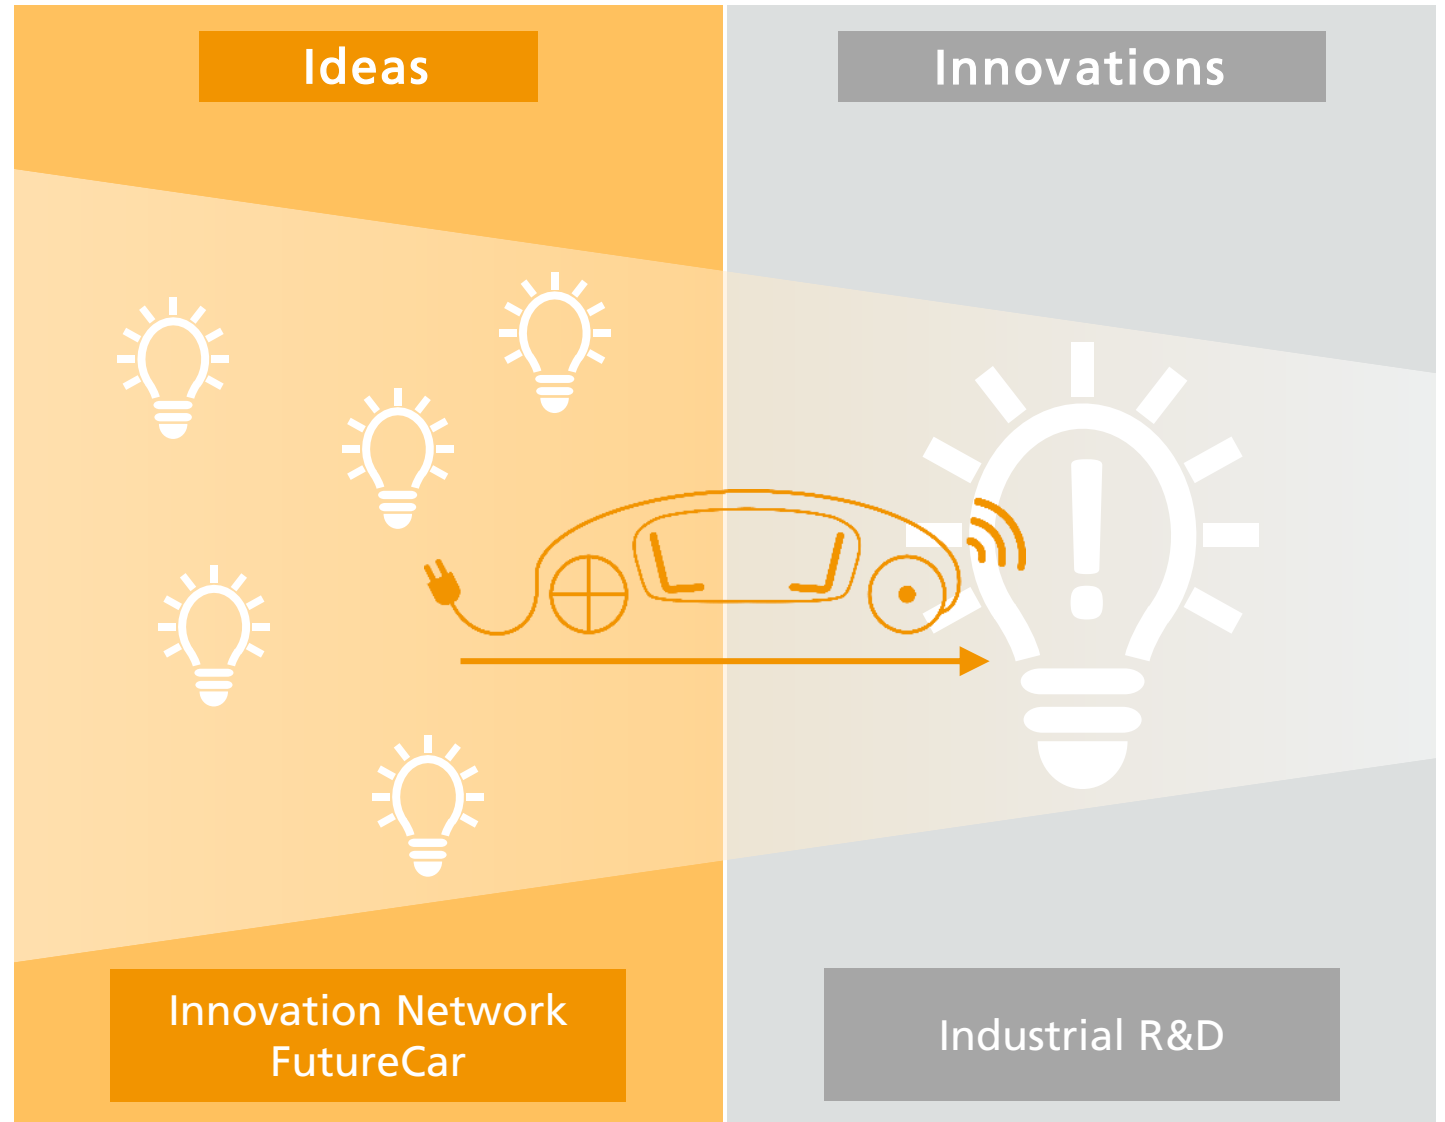 Ideas
Innovations
Innovation Network
FutureCar
Industrial R&D